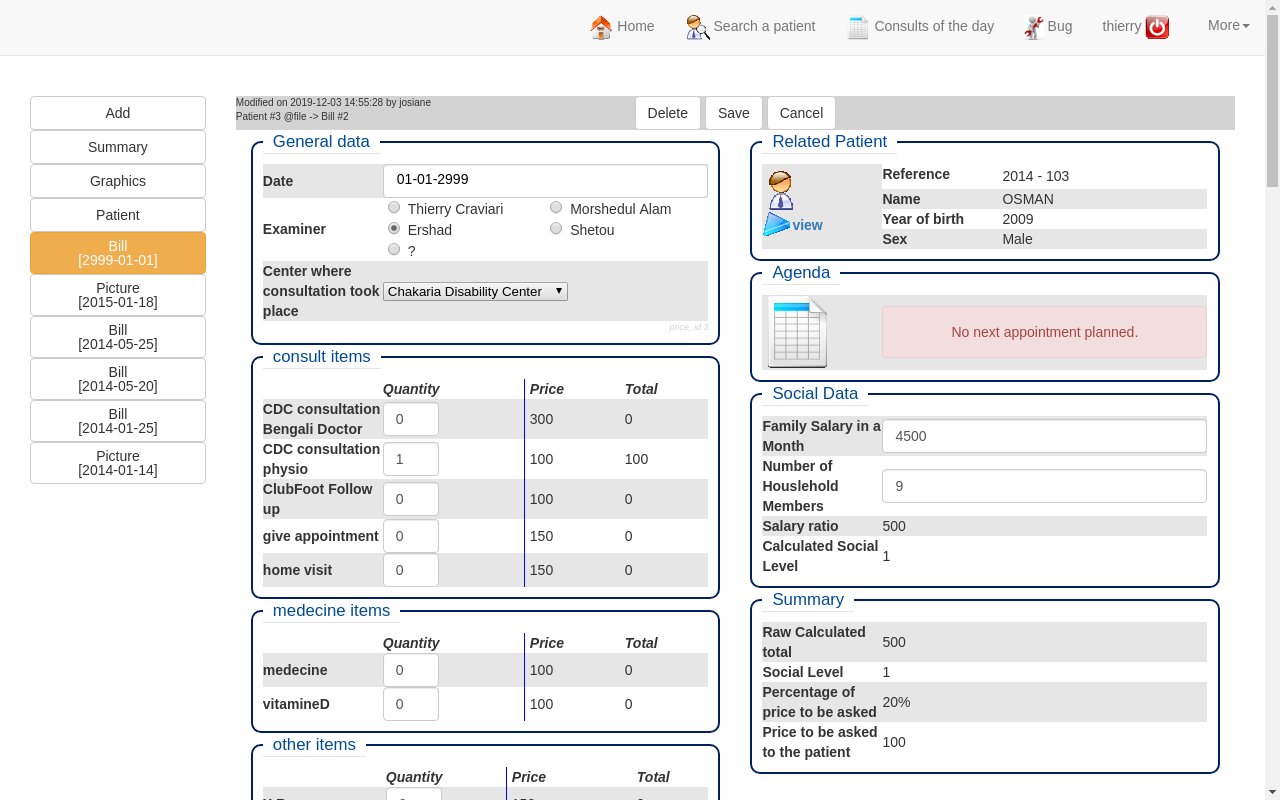 Home
Search a patient
Consults of the day
Bug
thierry
More
Add
Summary
Graphics
Patient
Bill
[2999-01-01]
Picture
[2015-01-18]
Bill
[2014-05-25]
Bill
[2014-05-20]
Bill
[2014-01-25]
Picture
[2014-01-14]
Modified on 2019-12-03 14:55:28 by josiane
Patient #3 @file -> Bill #2
Delete
Save
Cancel
General data
Date
01-01-2999
Examiner
Thierry Craviari
Morshedul Alam
Ershad
Shetou
?
Center where
consultation took
place
Chakaria Disability Center
price_id 3
consult items
Quantity
Price
Total
CDC consultation
Bengali Doctor
0
300
0
CDC consultation
physio
1
100
100
ClubFoot Follow
up
0
100
0
give appointment
0
150
0
home visit
0
150
0
medecine items
Quantity
Price
Total
medecine
0
100
0
vitamineD
0
100
0
other items
Quantity
Price
Total
Related Patient
view
Reference
2014 - 103
Name
OSMAN
Year of birth
2009
Sex
Male
Agenda
No next appointment planned.
Social Data
Family Salary in a
Month
4500
Number of
Houslehold
Members
9
Salary ratio
500
Calculated Social
Level
1
Summary
Raw Calculated
total
500
Social Level
1
Percentage of
price to be asked
20%
Price to be asked
to the patient
100